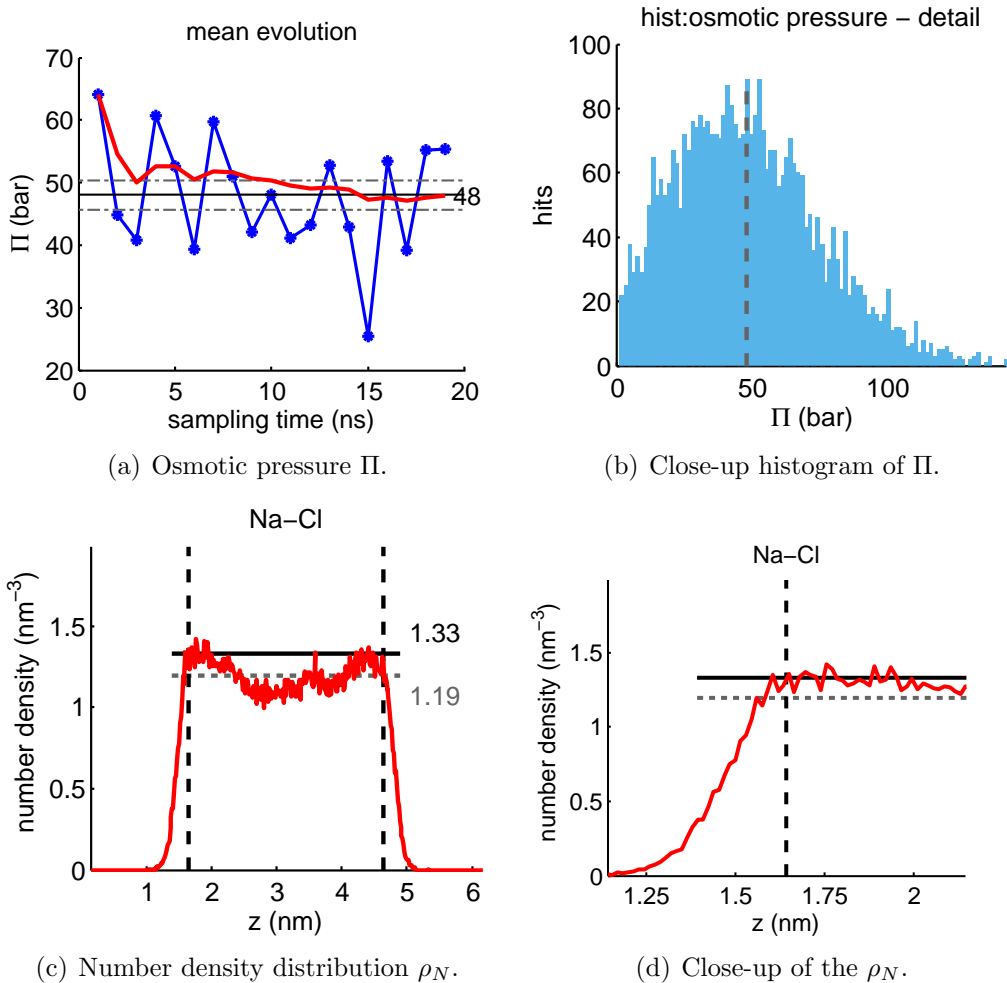 mean evolution
70
60
50
40
30
20
0
5
10
15
20
48
Π (bar)
sampling time (ns)
(a) Osmotic pressure Π.
hist:osmotic pressure − detail
100
80
60
40
20
0
0
50
100
hits
Π (bar)
(b) Close-up histogram of Π.
Na−Cl
1.5
1
0.5
0
1
2
3
4
5
6
1.33
1.19
number density (nm⁻³)
z (nm)
(c) Number density distribution ρN.
Na−Cl
1.5
1
0.5
0
1.25
1.5
1.75
2
number density (nm⁻³)
z (nm)
(d) Close-up of the ρN.